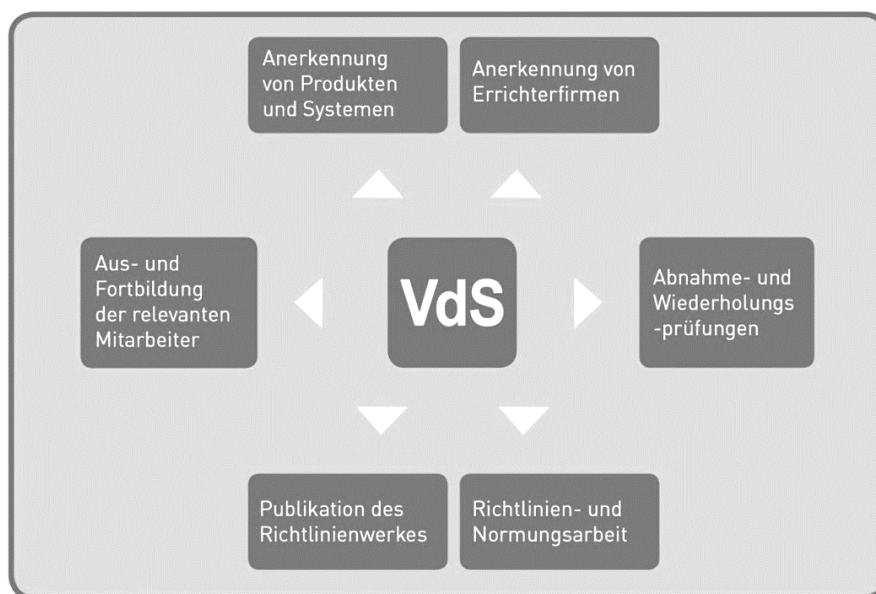 Anerkennung
von Produkten
und Systemen
Anerkennung von
Errichterfirmen
Aus- und
Fortbildung
der relevanten
Mitarbeiter
VdS
Abnahme- und
Wiederholungs
-prüfungen
Publikation des
Richtlinienwerkes
Richtlinien- und
Normungsarbeit